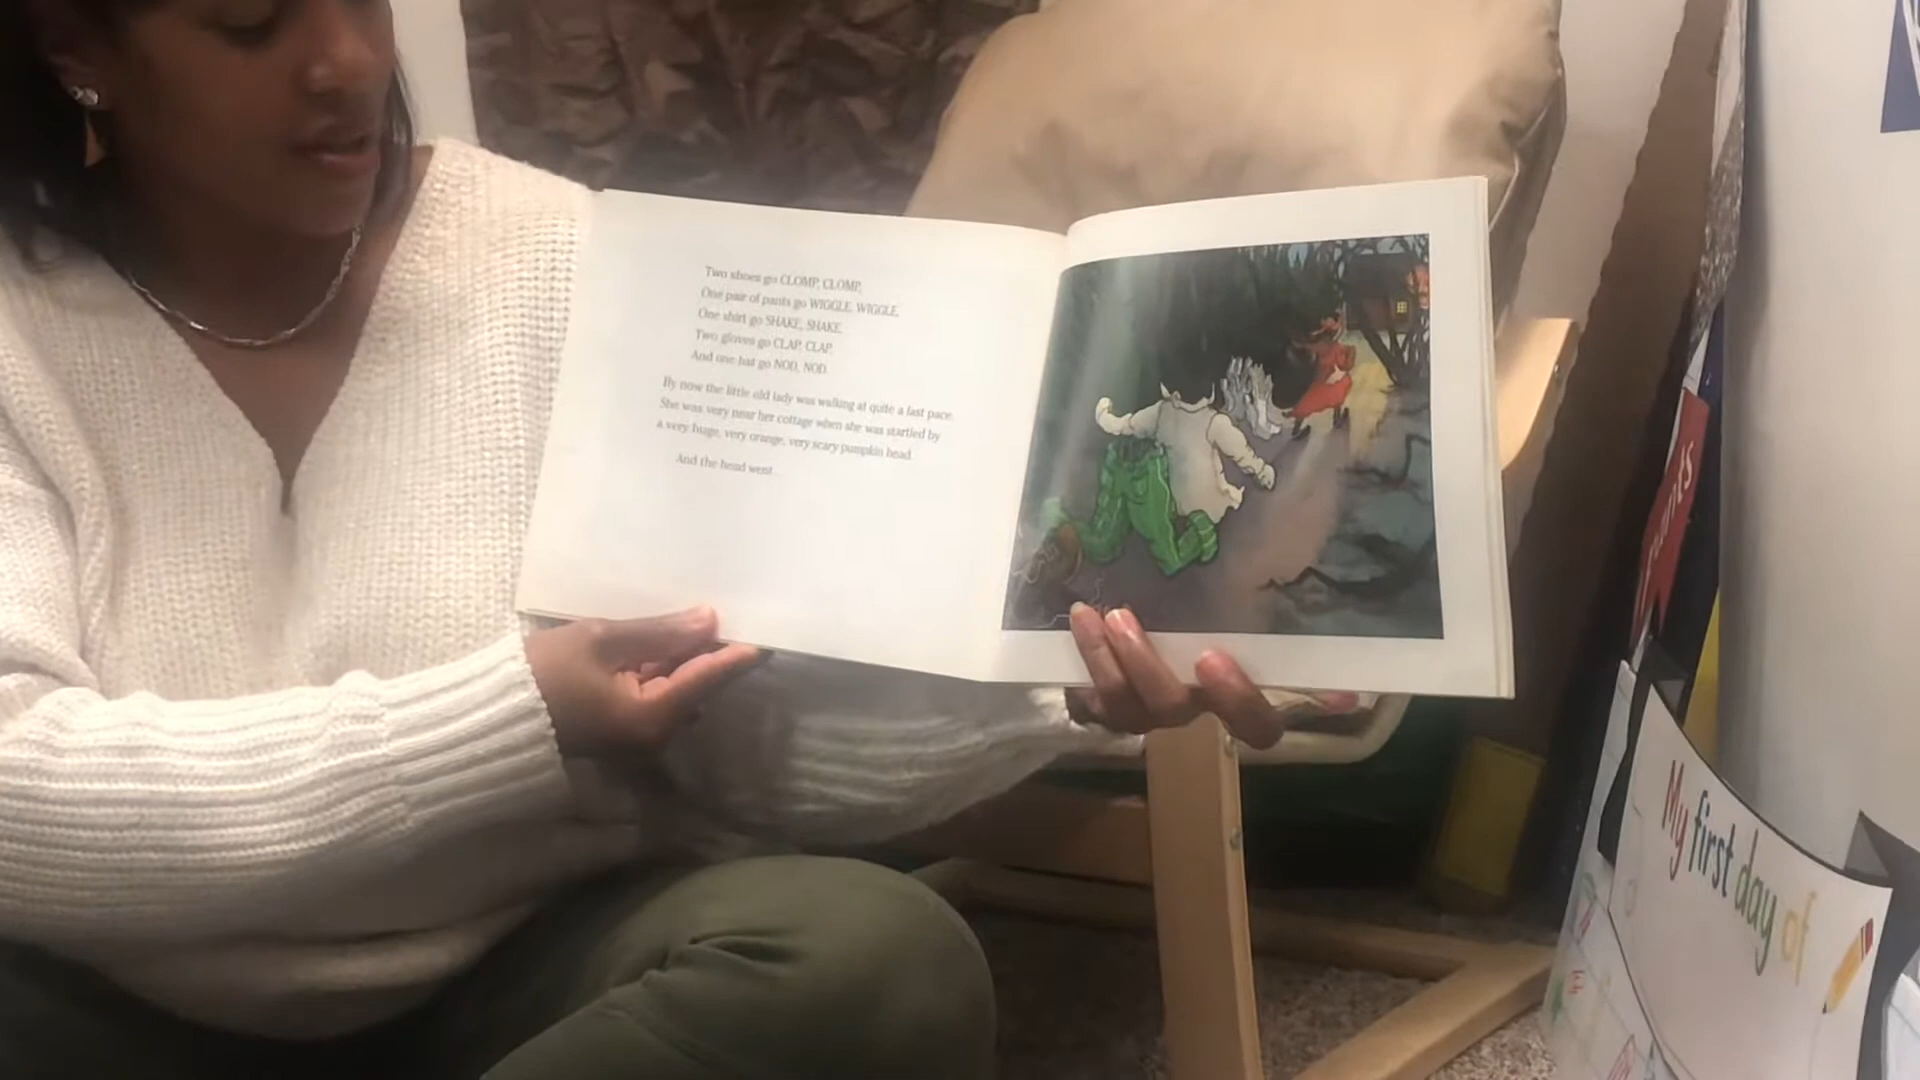 Two shoes go CLOMP, CLOMP,
One pair of pants go WIGGLE, WIGGLE,
One shirt go SHAKE, SHAKE,
Two gloves go CLAP, CLAP,
And one hat go NOD, NOD.
By now the little old lady was walking at quite a fast pace.
She was very near her cottage when she was startled by
a very huge, very orange, very scary pumpkin head.
And the head went
My first day of